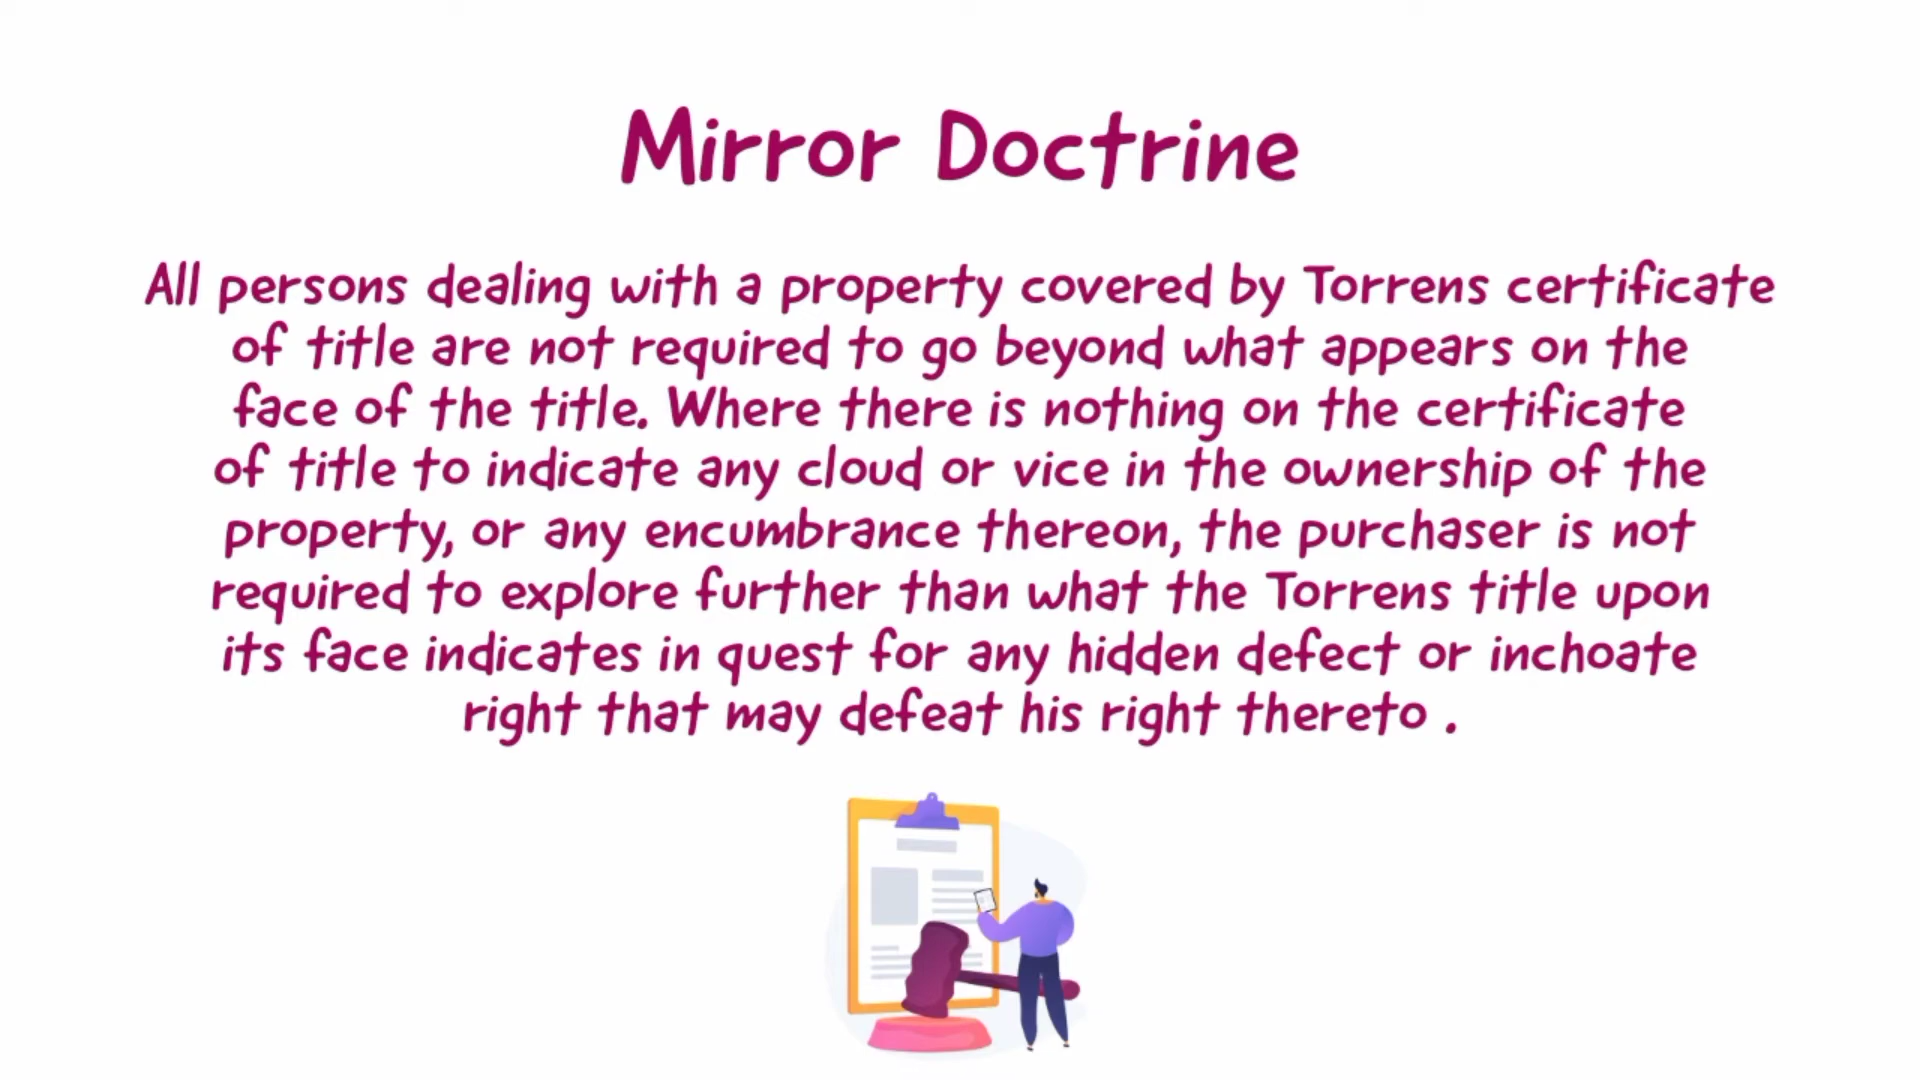 Mirror Doctrine
All persons dealing with a property covered by Torrens certificate
of title are not required to go beyond what appears on the
face of the title. Where there is nothing on the certificate
of title to indicate any cloud or vice in the ownership of the
property, or any encumbrance thereon, the purchaser is not
required to explore further than what the Torrens title upon
its face indicates in quest for any hidden defect or inchoate
right that may defeat his right thereto .